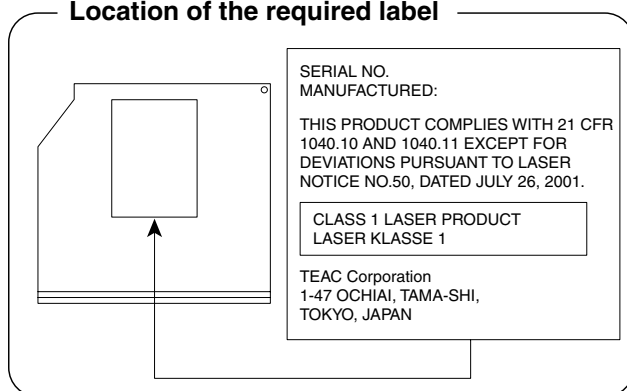 Location of the required label
SERIAL NO.
MANUFACTURED:
THIS PRODUCT COMPLIES WITH 21 CFR
1040.10 AND 1040.11 EXCEPT FOR
DEVIATIONS PURSUANT TO LASER
NOTICE NO.50, DATED JULY 26, 2001.
CLASS 1 LASER PRODUCT
LASER KLASSE 1
TEAC Corporation
1-47 OCHIAI, TAMA-SHI,
TOKYO, JAPAN